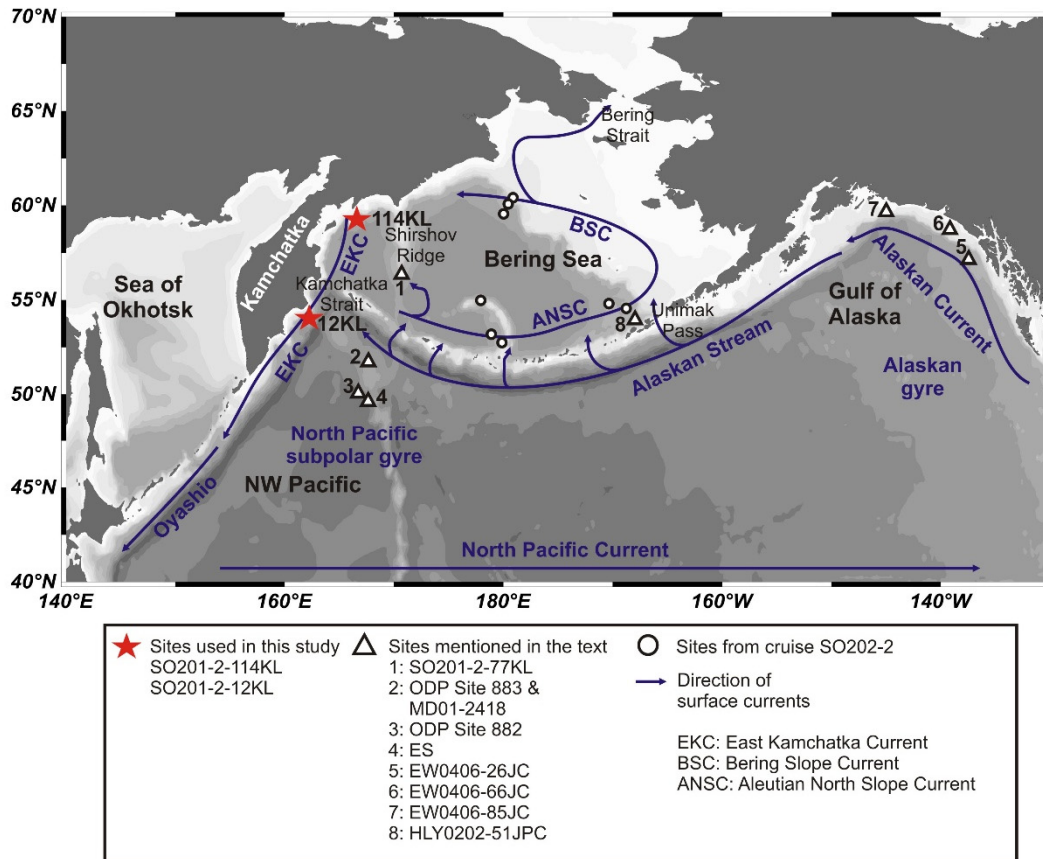 70°N
65°N
60°N
55°N
50°N
45°N
40°N
140°E
160°E
180°E
160°W
140°W
Bering
Strait
114KL
Shirshov
Ridge
EKC
1
BSC
Bering Sea
Kamchatka
Sea of
Okhotsk
Kamchatka
Strait
12KL
EKC
ANSC
8
Unimak
Pass
7
6
5
Alaskan Current
Gulf of
Alaska
Alaskan Stream
Alaskan
gyre
2
3
4
North Pacific
subpolar gyre
NW Pacific
Oyashio
North Pacific Current
Sites used in this study
SO201-2-114KL
SO201-2-12KL
Sites mentioned in the text
1: SO201-2-77KL
2: ODP Site 883 &
MD01-2418
3: ODP Site 882
4: ES
5: EW0406-26JC
6: EW0406-66JC
7: EW0406-85JC
8: HLY0202-51JPC
Sites from cruise SO202-2
Direction of
surface currents
EKC: East Kamchatka Current
BSC: Bering Slope Current
ANSC: Aleutian North Slope Current